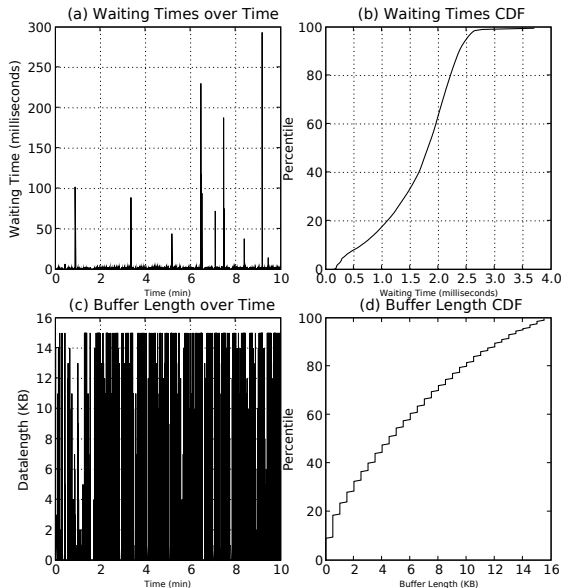 (a) Waiting Times over Time
300
250
200
150
100
50
0
Waiting Time (milliseconds)
0 2 4 6 8 10
Time (min)
(b) Waiting Times CDF
100
80
60
40
20
0
Percentile
0.0 0.5 1.0 1.5 2.0 2.5 3.0 3.5 4.0
Waiting Time (milliseconds)
(c) Buffer Length over Time
16
14
12
10
8
6
4
2
0
Datalength (KB)
0 2 4 6 8 10
Time (min)
(d) Buffer Length CDF
100
80
60
40
20
0
Percentile
0 2 4 6 8 10 12 14 16
Buffer Length (KB)